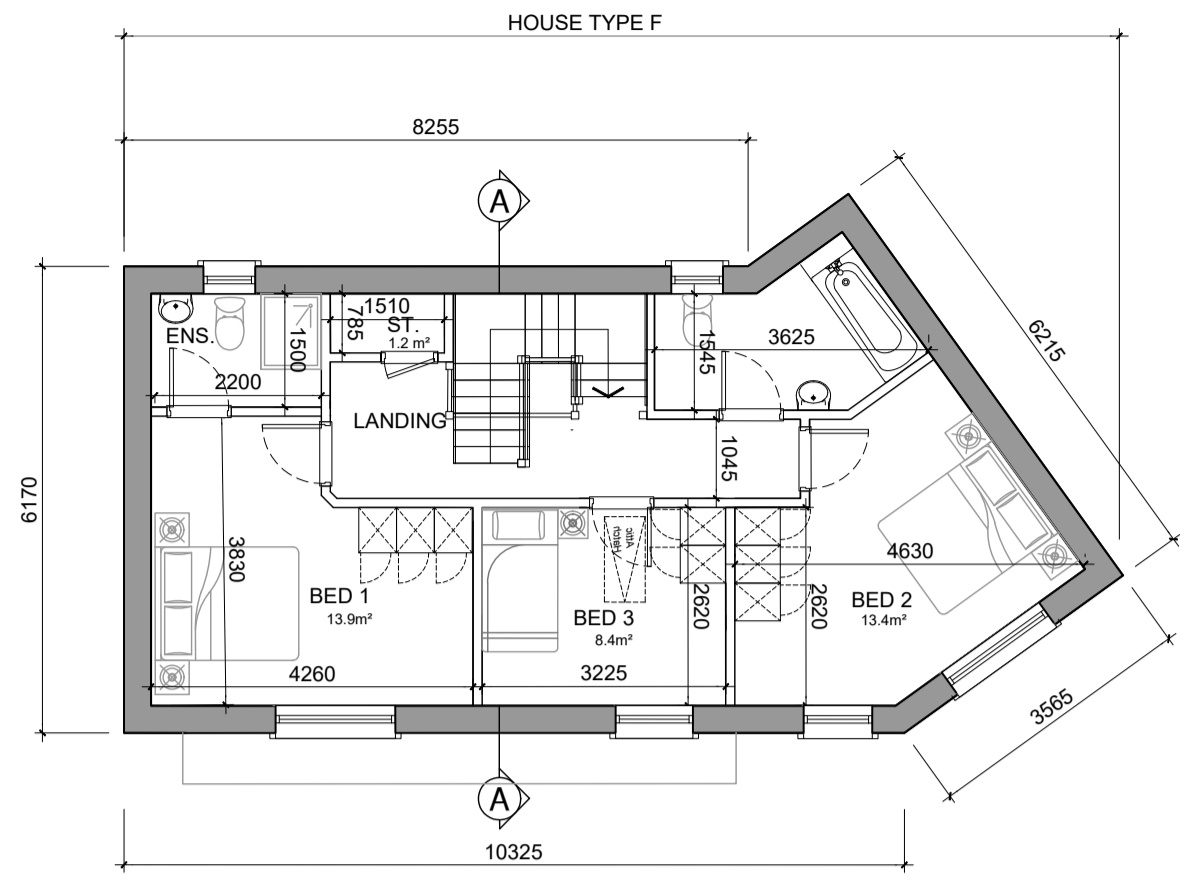 HOUSE TYPE F
8255
A
6215
1510
785
ST.
1.2 m²
ENS.
1500
2200
1545
3625
LANDING
1045
6170
3830
Attic
Hatch
4630
BED 1
13.9m²
BED 3
8.4m²
2620
2620
BED 2
13.4m²
4260
3225
3565
A
10325